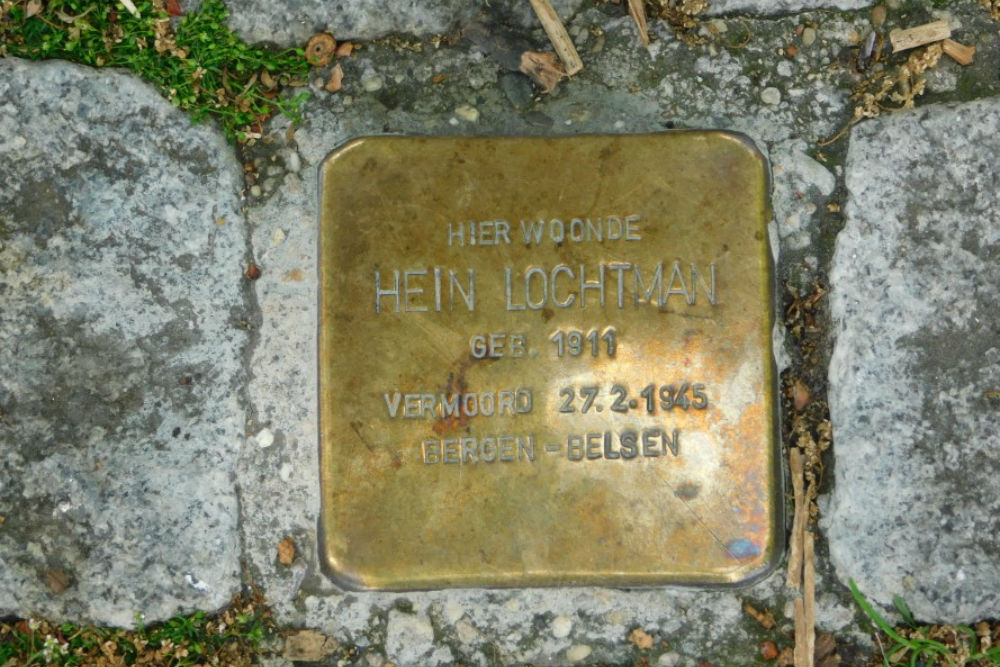 HIER WOONDE
HEIN LOCHTMAN
GEB. 1911
VERMOORD 27.2.1945
BERGEN-BELSEN